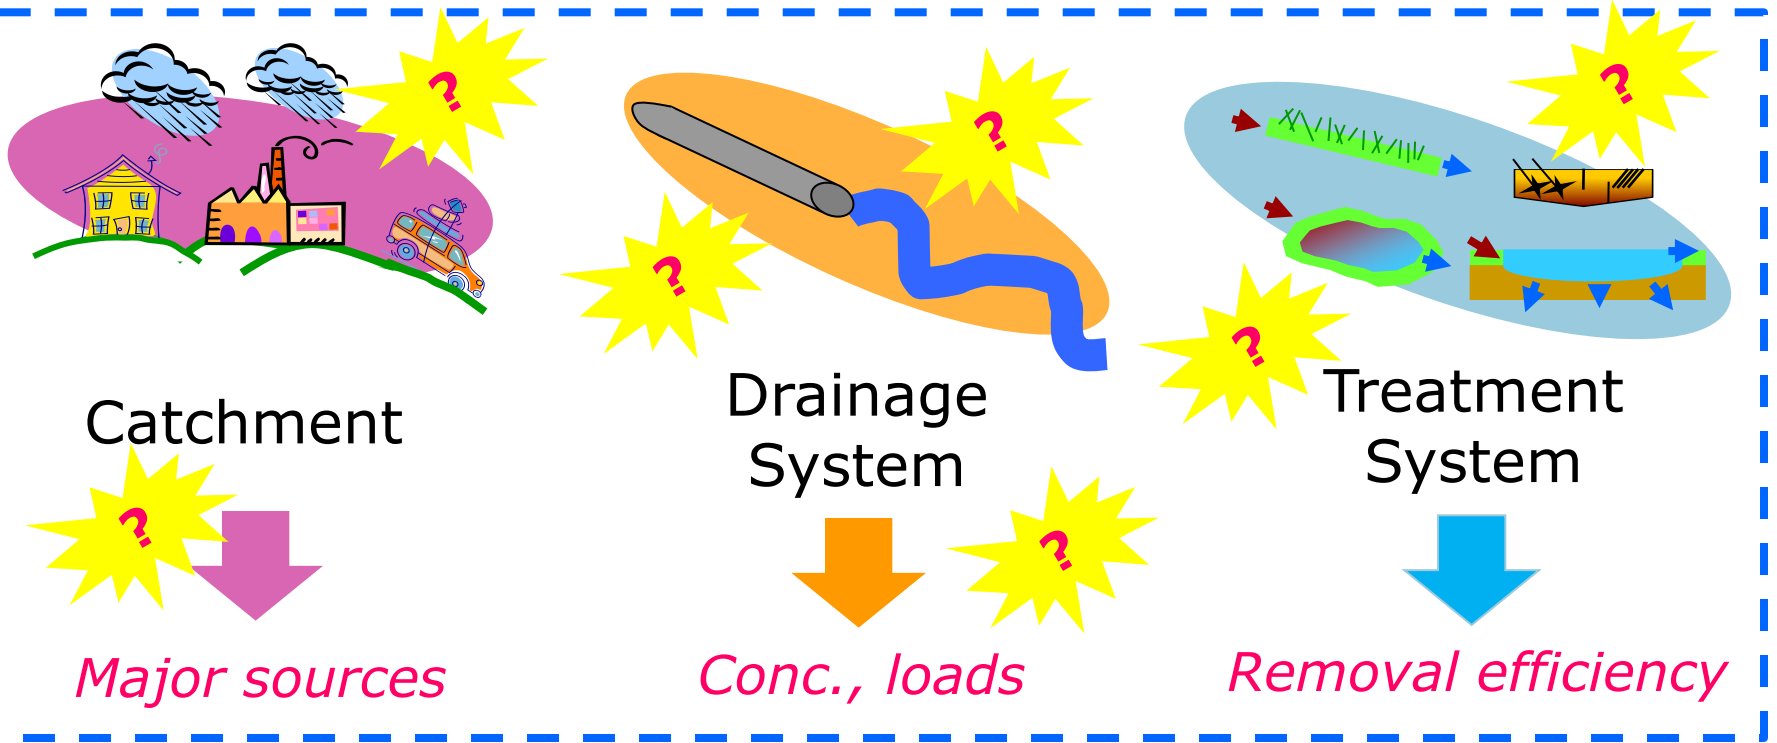 ?
?
?
?
?
Catchment
Drainage
System
Treatment
System
?
?
?
Major sources
Conc., loads
Removal efficiency